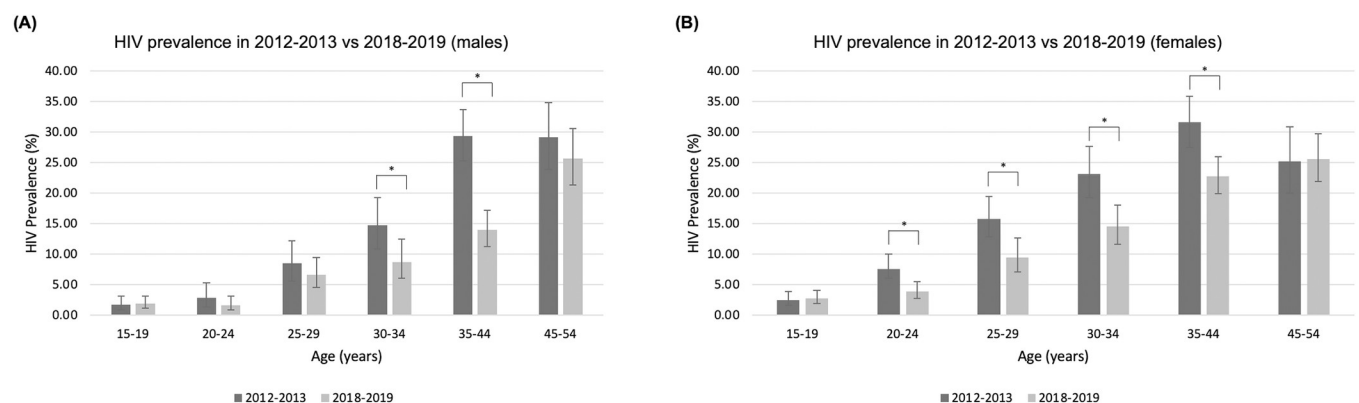 (A)
HIV prevalence in 2012-2013 vs 2018-2019 (males)
40.00
35.00
30.00
25.00
20.00
15.00
10.00
5.00
0.00
HIV Prevalence (%)
*
*
15-19 20-24 25-29 30-34 35-44 45-54
Age (years)
2012-2013 2018-2019
(B)
HIV prevalence in 2012-2013 vs 2018-2019 (females)
40.00
35.00
30.00
25.00
20.00
15.00
10.00
5.00
0.00
HIV Prevalence (%)
*
*
*
*
15-19 20-24 25-29 30-34 35-44 45-54
Age (years)
2012-2013 2018-2019